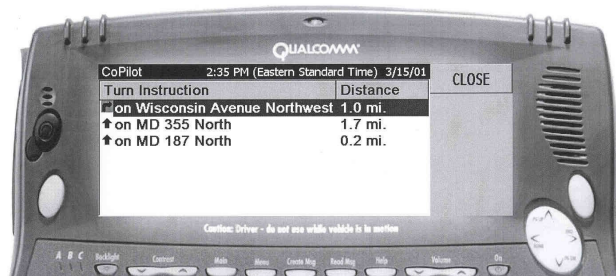 QUALCOMM
CoPilot 2:35 PM (Eastern Standard Time) 3/15/01 CLOSE
Turn Instruction Distance
on Wisconsin Avenue Northwest 1.0 mi.
on MD 355 North 1.7 mi.
on MD 187 North 0.2 mi.
Caution: Driver - do not use while vehicle is in motion
A B C Backlight Contrast Main Menu Create Msg Read Msg Help Volume On